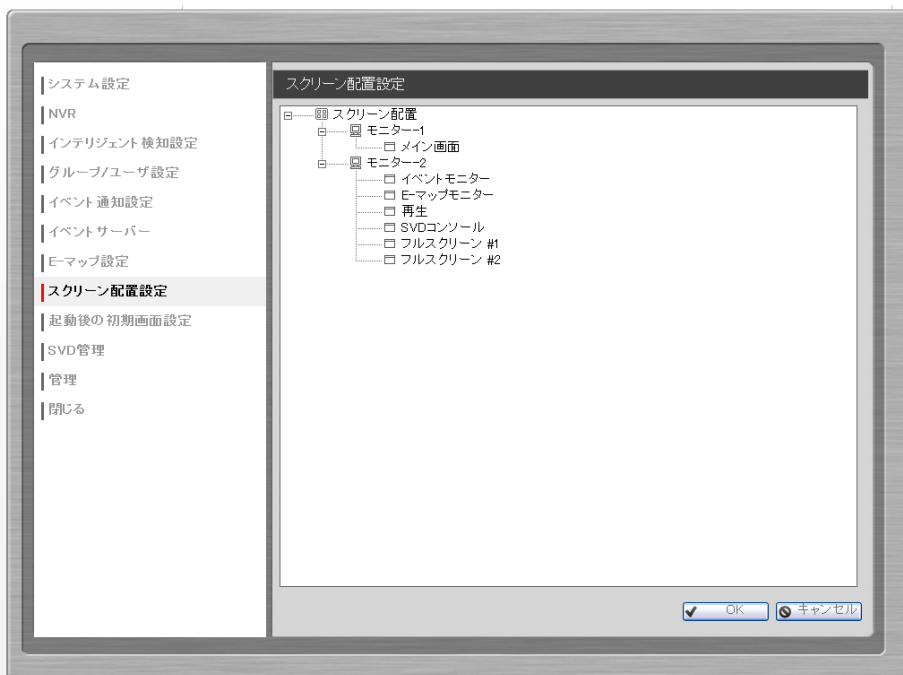 システム設定
NVR
インテリジェント検知設定
グループ/ユーザ設定
イベント通知設定
イベントサーバー
E-マップ設定
スクリーン配置設定
起動後の初期画面設定
SVD管理
管理
閉じる
スクリーン配置設定
スクリーン配置
モニター-1
メイン画面
モニター-2
イベントモニター
E-マップモニター
再生
SVDコンソール
フルスクリーン #1
フルスクリーン #2
OK
キャンセル